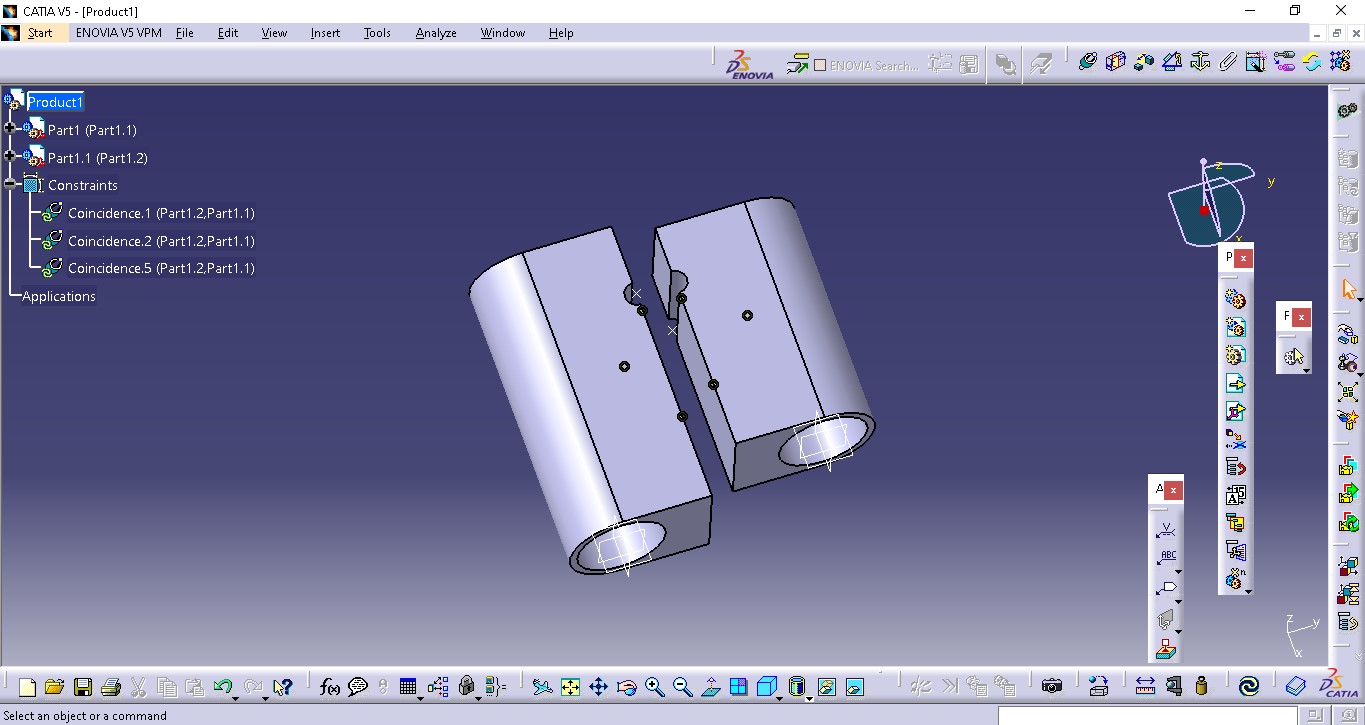 CATIA V5 - [Product1]
Start ENOVIA V5 VPM File Edit View Insert Tools Analyze Window Help
ENOVIA
ENOVIA Search...
Product1
Part1 (Part1.1)
Part1.1 (Part1.2)
Constraints
Coincidence.1 (Part1.2,Part1.1)
Coincidence.2 (Part1.2,Part1.1)
Coincidence.5 (Part1.2,Part1.1)
Applications
z
y
x
P
F
A
ABC
z
y
x
f(x)
CATIA
Select an object or a command